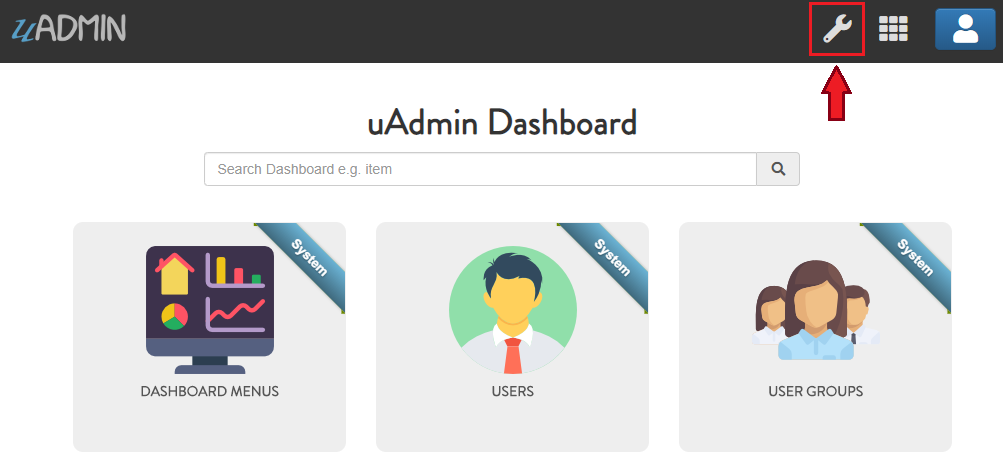 uADMIN
uAdmin Dashboard
Search Dashboard e.g. item
System
System
System
DASHBOARD MENUS
USERS
USER GROUPS